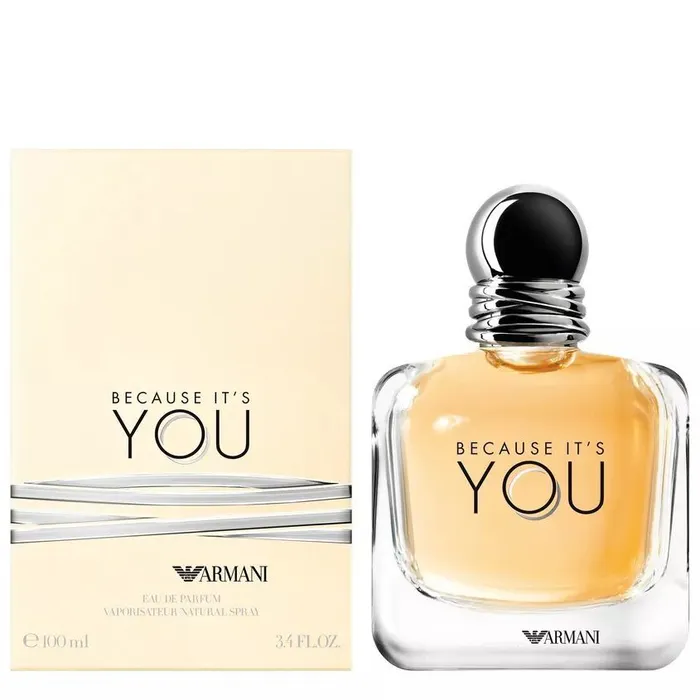 BECAUSE IT'S
YOU
ARMANI
EAU DE PARFUM
VAPORISATEUR NATURAL SPRAY
℮ 100 ml 3.4 FL.OZ.
BECAUSE IT'S
YOU
ARMANI